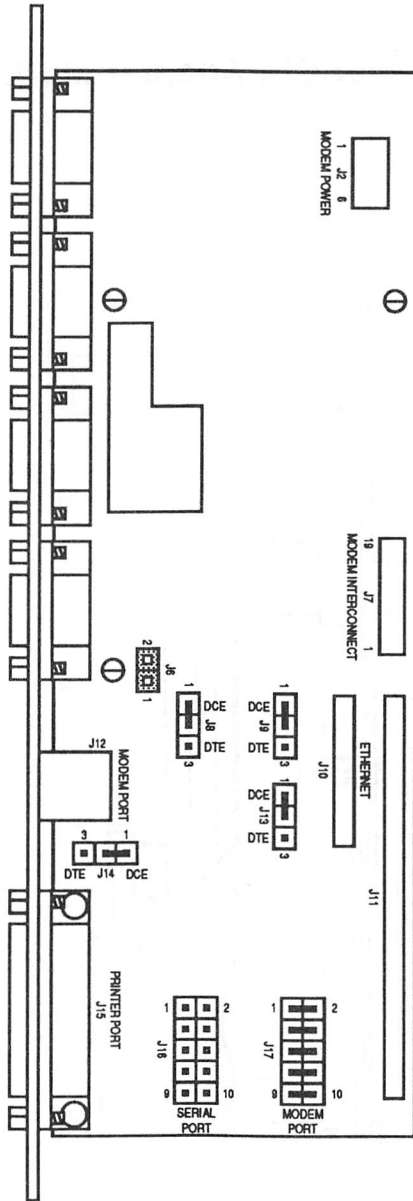 MODEM POWER
1 J2 6
19 J7 1
MODEM INTERCONNECT
2
J6
1
1
DCE
J8
DTE
3
1
DCE
J9
DTE
3
ETHERNET
J10
J11
J12
MODEM PORT
1
DCE
J13
DTE
3
3 1
DTE J14 DCE
PRINTER PORT
J15
1 2
J16
9 10
SERIAL
PORT
1 2
J17
9 10
MODEM
PORT